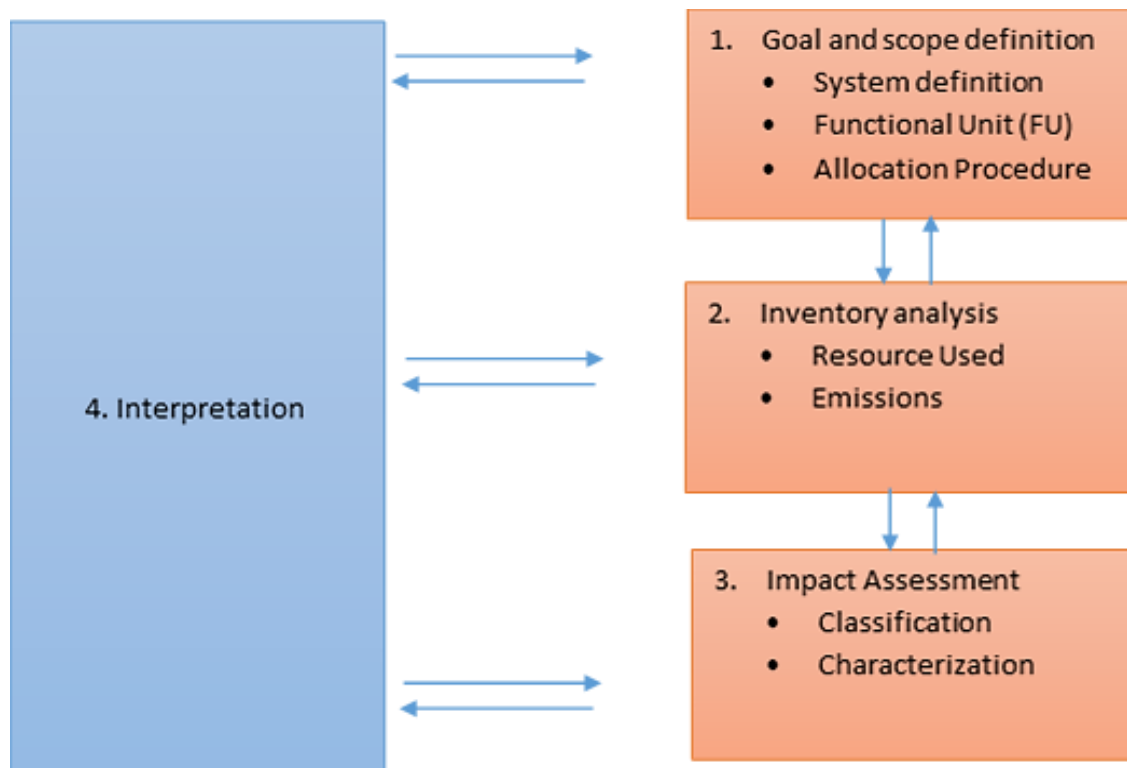 4. Interpretation
1. Goal and scope definition
• System definition
• Functional Unit (FU)
• Allocation Procedure
2. Inventory analysis
• Resource Used
• Emissions
3. Impact Assessment
• Classification
• Characterization